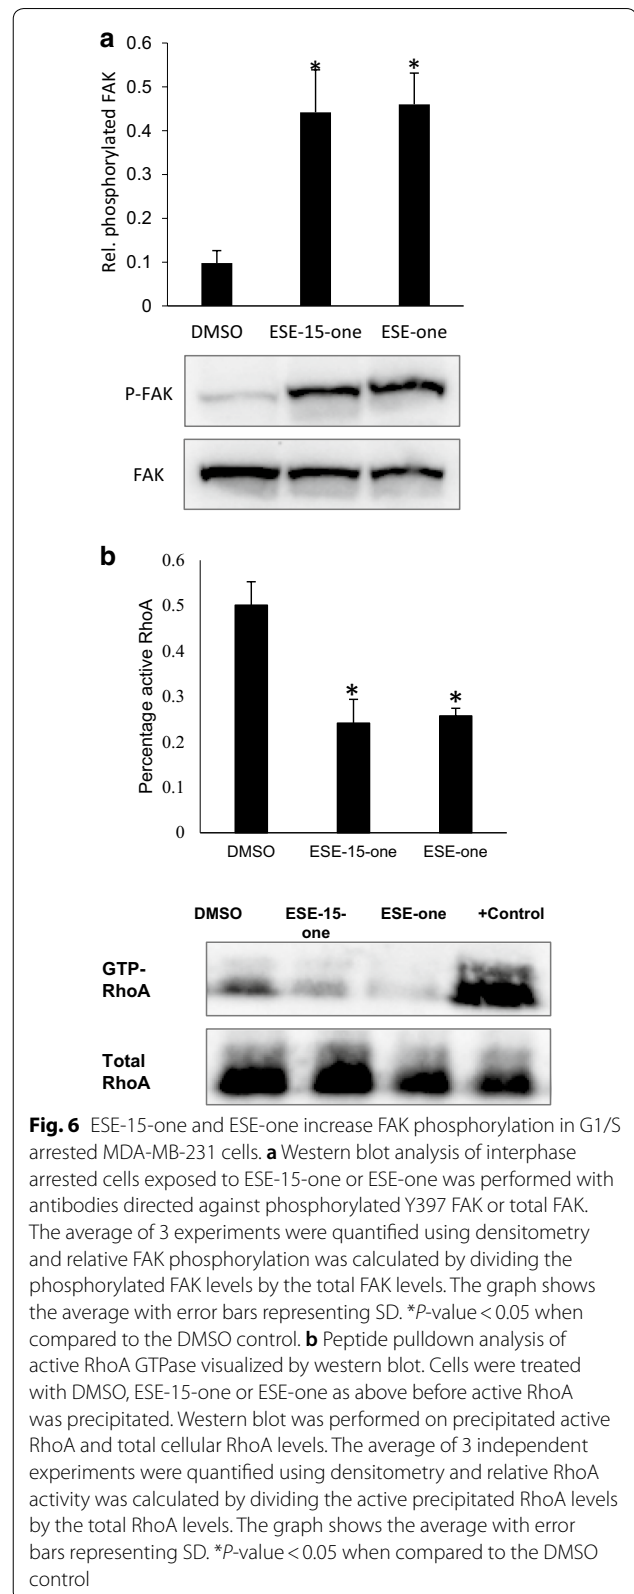 a
Rel. phosphorylated FAK
0.6
0.5
0.4
0.3
0.2
0.1
0
*
*
DMSO ESE-15-one ESE-one
P-FAK
FAK
b
Percentage active RhoA
0.6
0.5
0.4
0.3
0.2
0.1
0
*
*
DMSO ESE-15-one ESE-one
DMSO ESE-15-one ESE-one +Control
GTP-
RhoA
Total
RhoA
Fig. 6 ESE-15-one and ESE-one increase FAK phosphorylation in G1/S
arrested MDA-MB-231 cells. a Western blot analysis of interphase
arrested cells exposed to ESE-15-one or ESE-one was performed with
antibodies directed against phosphorylated Y397 FAK or total FAK.
The average of 3 experiments were quantified using densitometry
and relative FAK phosphorylation was calculated by dividing the
phosphorylated FAK levels by the total FAK levels. The graph shows
the average with error bars representing SD. *P-value < 0.05 when
compared to the DMSO control. b Peptide pulldown analysis of
active RhoA GTPase visualized by western blot. Cells were treated
with DMSO, ESE-15-one or ESE-one as above before active RhoA
was precipitated. Western blot was performed on precipitated active
RhoA and total cellular RhoA levels. The average of 3 independent
experiments were quantified using densitometry and relative RhoA
activity was calculated by dividing the active precipitated RhoA levels
by the total RhoA levels. The graph shows the average with error
bars representing SD. *P-value < 0.05 when compared to the DMSO
control